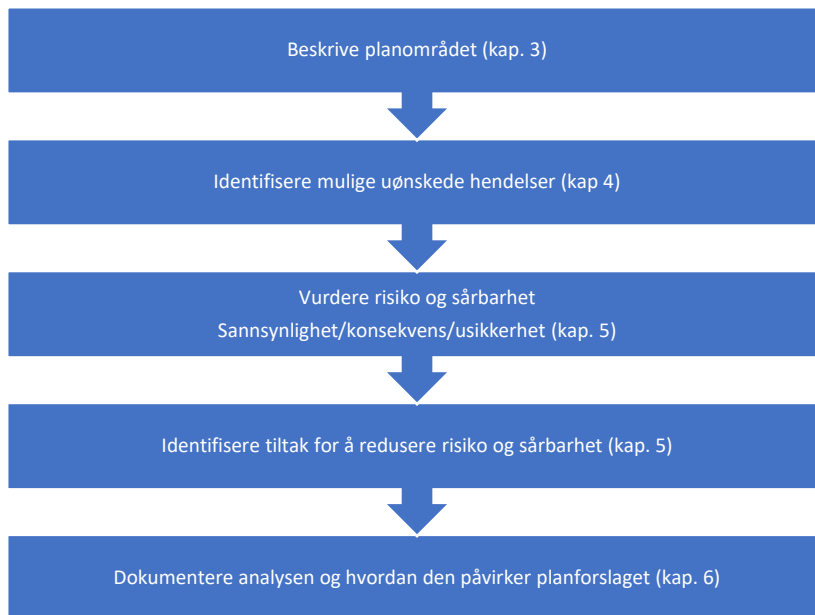 Beskrive planområdet (kap. 3)
Identifisere mulige uønskede hendelser (kap 4)
Vurdere risiko og sårbarhet
Sannsynlighet/konsekvens/usikkerhet (kap. 5)
Identifisere tiltak for å redusere risiko og sårbarhet (kap. 5)
Dokumentere analysen og hvordan den påvirker planforslaget (kap. 6)